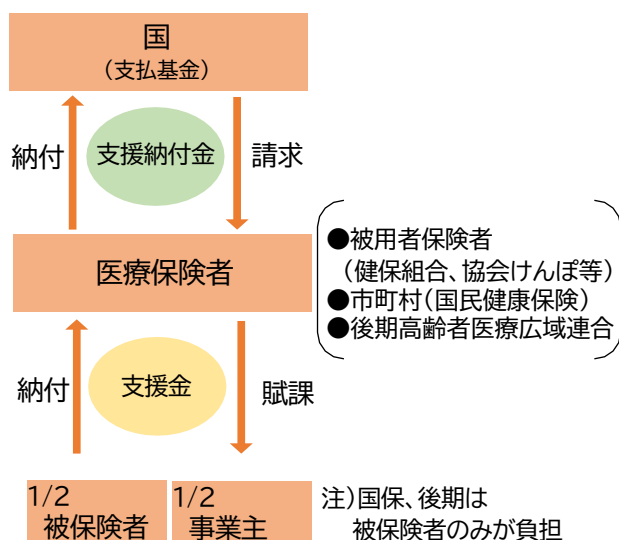 国
(支払基金)
納付
支援納付金
請求
医療保険者
●被用者保険者
(健保組合、協会けんぽ等)
●市町村(国民健康保険)
●後期高齢者医療広域連合
納付
支援金
賦課
1/2
被保険者
1/2
事業主
注)国保、後期は
被保険者のみが負担